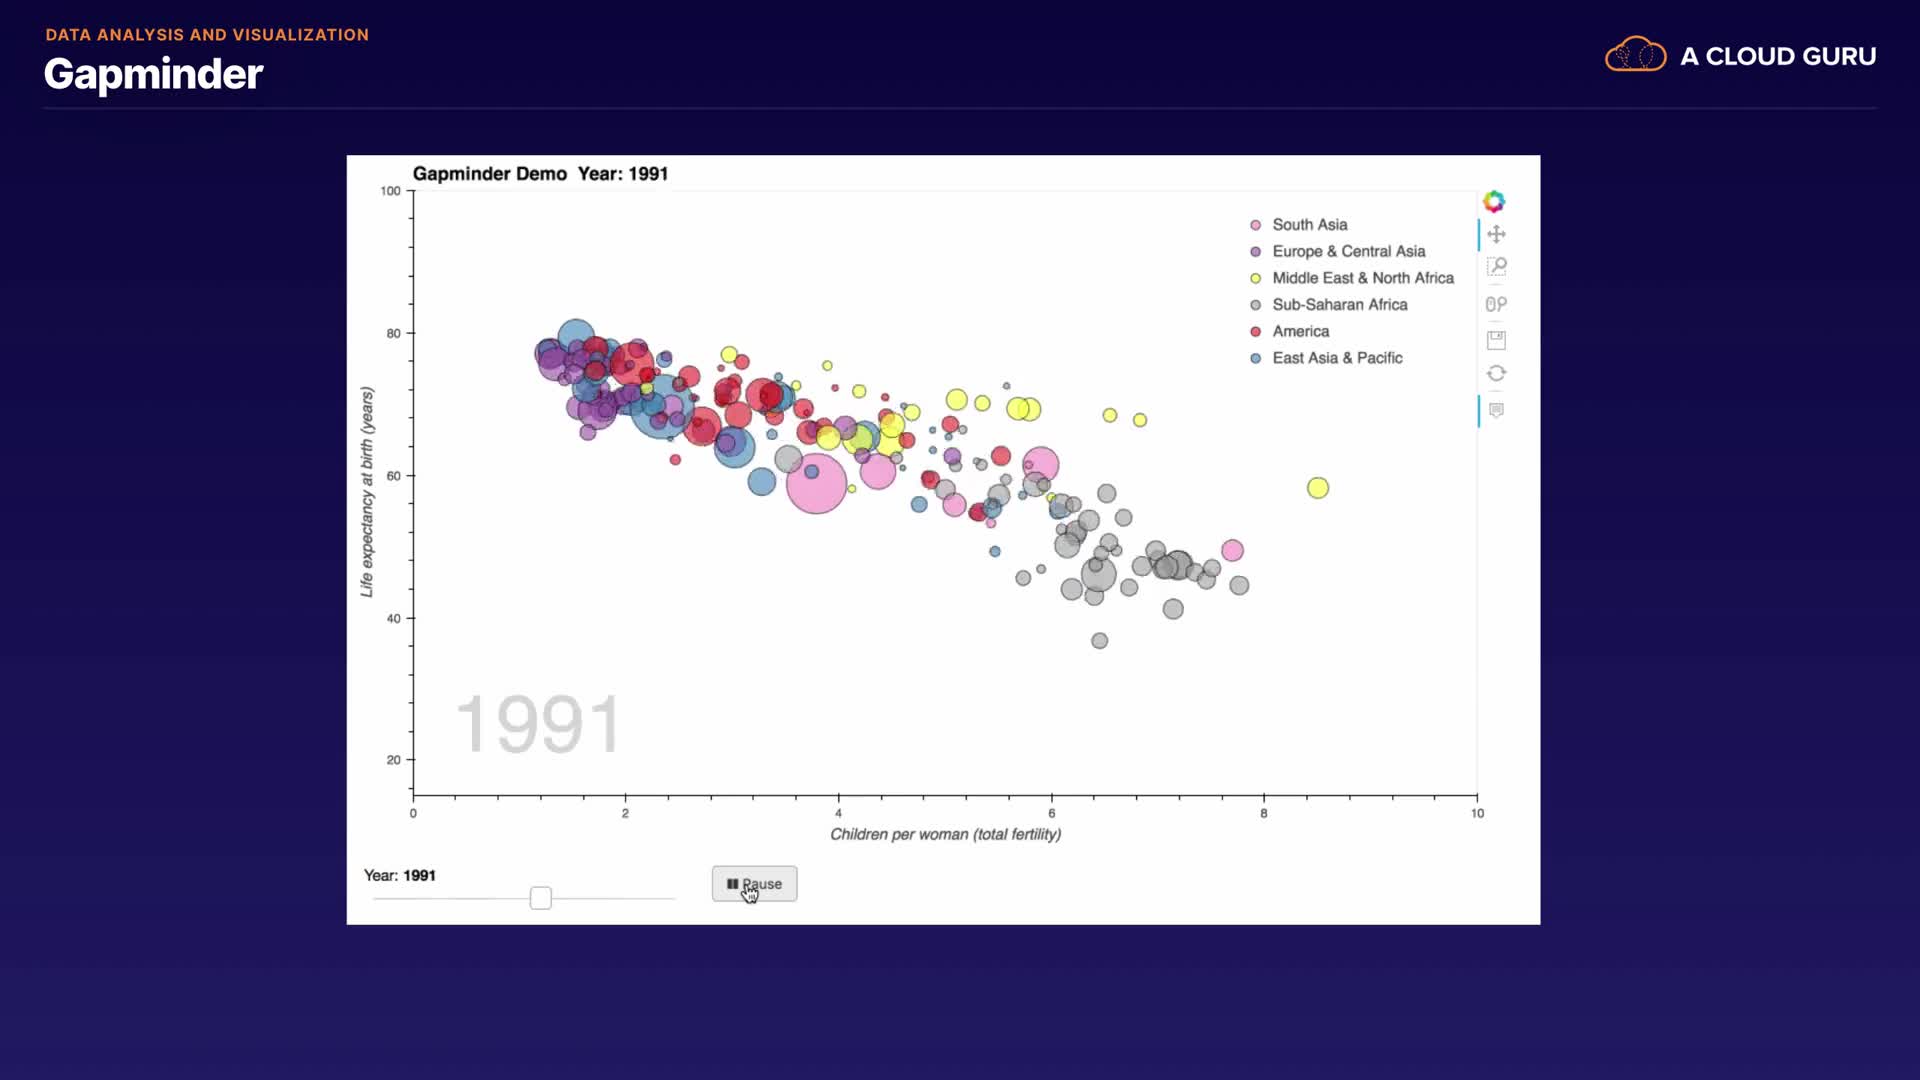 DATA ANALYSIS AND VISUALIZATION
Gapminder
A CLOUD GURU
Gapminder Demo Year: 1991
100
80
60
40
20
Life expectancy at birth (years)
South Asia
Europe & Central Asia
Middle East & North Africa
Sub-Saharan Africa
America
East Asia & Pacific
1991
0 2 4 6 8 10
Children per woman (total fertility)
Year: 1991
Pause